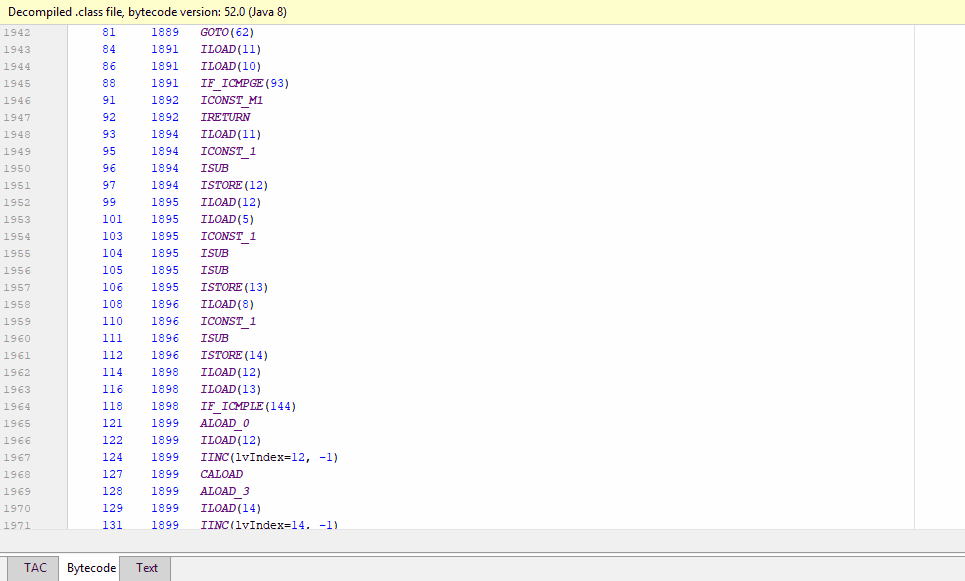 Decompiled .class file, bytecode version: 52.0 (Java 8)
1942 81 1889 GOTO(62)
1943 84 1891 ILOAD(11)
1944 86 1891 ILOAD(10)
1945 88 1891 IF_ICMPGE(93)
1946 91 1892 ICONST_M1
1947 92 1892 IRETURN
1948 93 1894 ILOAD(11)
1949 95 1894 ICONST_1
1950 96 1894 ISUB
1951 97 1894 ISTORE(12)
1952 99 1895 ILOAD(12)
1953 101 1895 ILOAD(5)
1954 103 1895 ICONST_1
1955 104 1895 ISUB
1956 105 1895 ISUB
1957 106 1895 ISTORE(13)
1958 108 1896 ILOAD(8)
1959 110 1896 ICONST_1
1960 111 1896 ISUB
1961 112 1896 ISTORE(14)
1962 114 1898 ILOAD(12)
1963 116 1898 ILOAD(13)
1964 118 1898 IF_ICMPLE(144)
1965 121 1899 ALOAD_0
1966 122 1899 ILOAD(12)
1967 124 1899 IINC(lvIndex=12, -1)
1968 127 1899 CALOAD
1969 128 1899 ALOAD_3
1970 129 1899 ILOAD(14)
1971 131 1899 IINC(lvIndex=14, -1)
TAC Bytecode Text